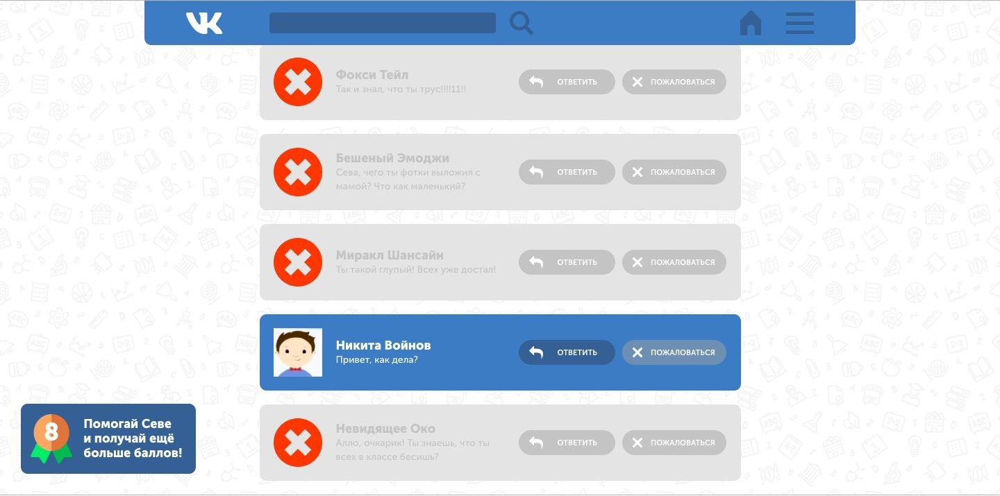 VK
Фокси Тейл
Так и знал, что ты трус!!!!11!!
ОТВЕТИТЬ
ПОЖАЛОВАТЬСЯ
Бешеный Эмоджи
Сева, чего ты фотки выложил с
мамой? Что как маленький?
ОТВЕТИТЬ
ПОЖАЛОВАТЬСЯ
Миракл Шансайн
Ты такой глупый! Всех уже достал!
ОТВЕТИТЬ
ПОЖАЛОВАТЬСЯ
Никита Войнов
Привет, как дела?
ОТВЕТИТЬ
ПОЖАЛОВАТЬСЯ
Невидящее Око
Алло, очкарик! Ты знаешь, что ты
всех в классе бесишь?
ОТВЕТИТЬ
ПОЖАЛОВАТЬСЯ
8
Помогай Севе
и получай ещё
больше баллов!